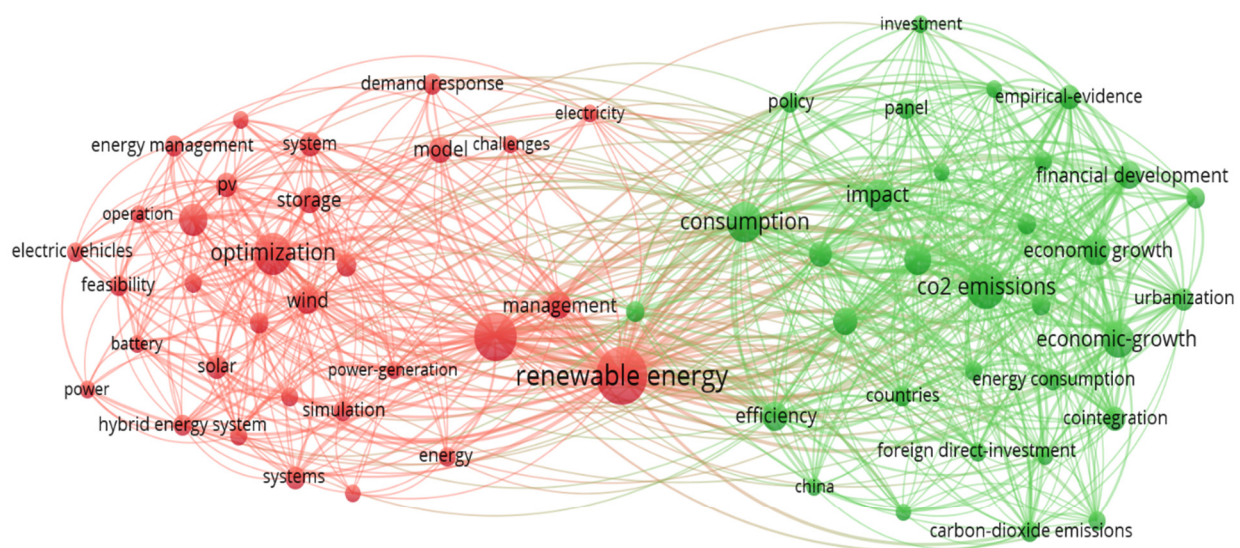 investment
demand response
empirical-evidence
policy
panel
electricity
energy management
system
model
challenges
financial development
pv
storage
impact
operation
consumption
electric vehicles
optimization
economic growth
feasibility
co2 emissions
wind
management
urbanization
battery
economic-growth
solar
power-generation
renewable energy
energy consumption
power
countries
simulation
efficiency
cointegration
hybrid energy system
energy
foreign direct-investment
systems
china
carbon-dioxide emissions